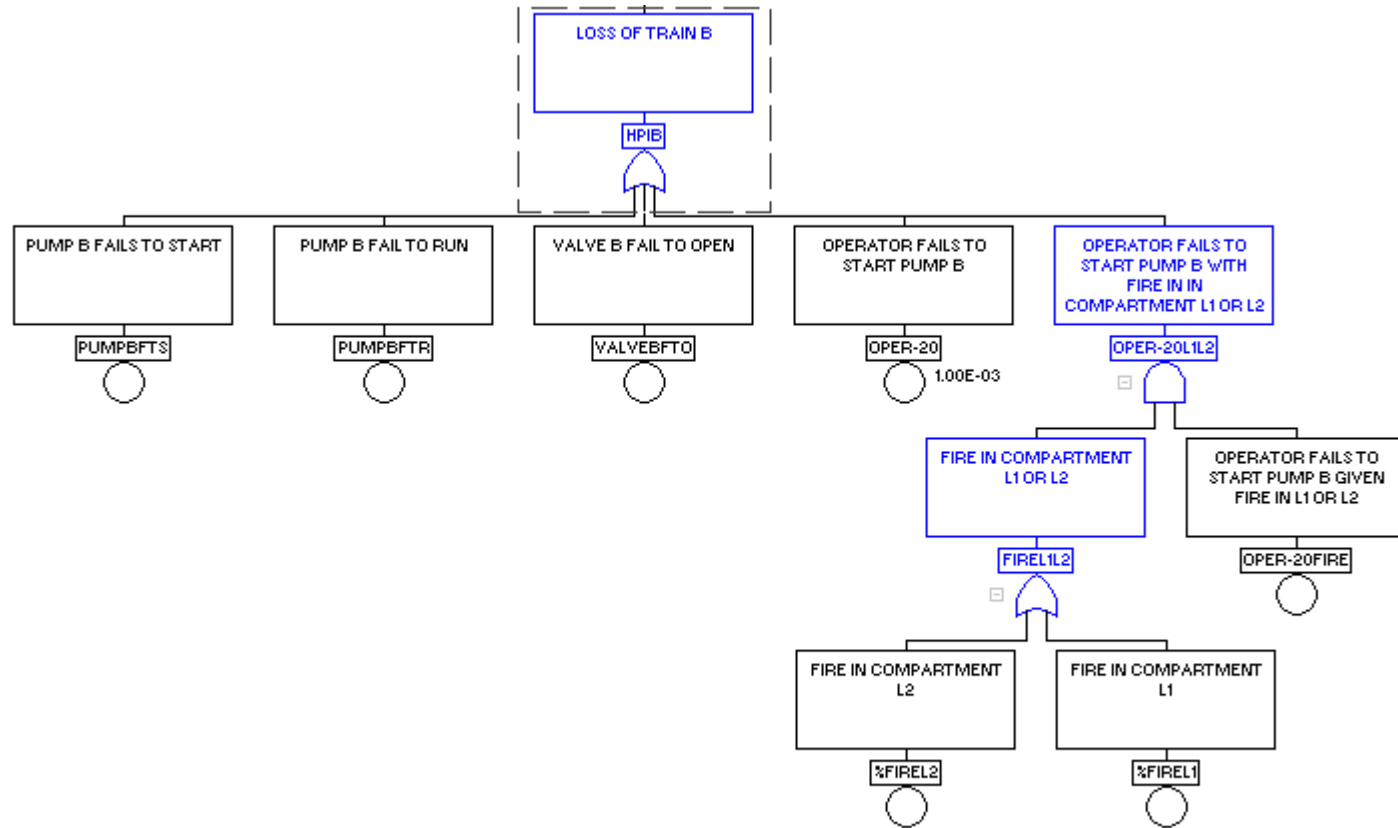 LOSS OF TRAIN B
HPIB
PUMP B FAILS TO START
PUMP B FAIL TO RUN
VALVE B FAIL TO OPEN
OPERATOR FAILS TO
START PUMP B
OPERATOR FAILS TO
START PUMP B WITH
FIRE IN IN
COMPARTMENT L1 OR L2
PUMPBFTS
PUMPBFTR
VALVEBFTO
OPER-20
OPER-20L1L2
1.00E-03
FIRE IN COMPARTMENT
L1 OR L2
OPERATOR FAILS TO
START PUMP B GIVEN
FIRE IN L1 OR L2
FIREL1L2
OPER-20FIRE
FIRE IN COMPARTMENT
L2
FIRE IN COMPARTMENT
L1
%FIREL2
%FIREL1